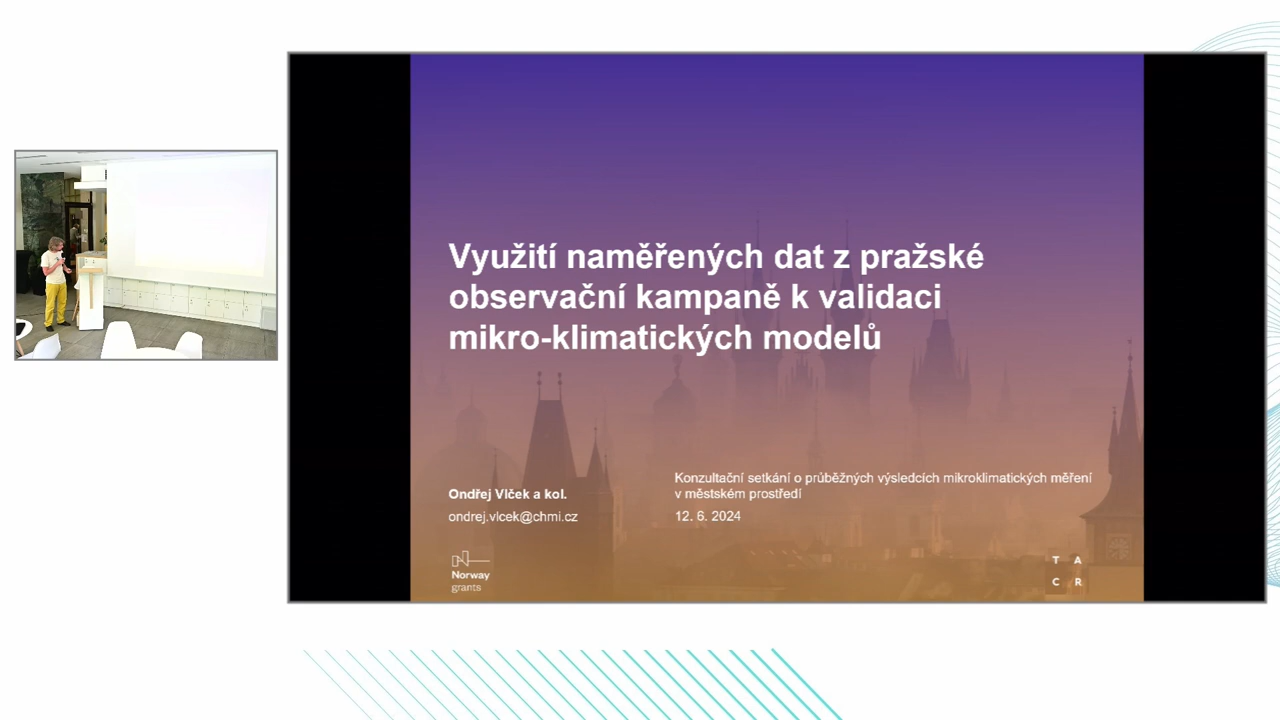 Využití naměřených dat z pražské
observační kampaně k validaci
mikro-klimatických modelů
Ondřej Vlček a kol.
ondrej.vlcek@chmi.cz
Konzultační setkání o průběžných výsledcích mikroklimatických měření
v městském prostředí
12. 6. 2024
Norway
grants
T A
C R